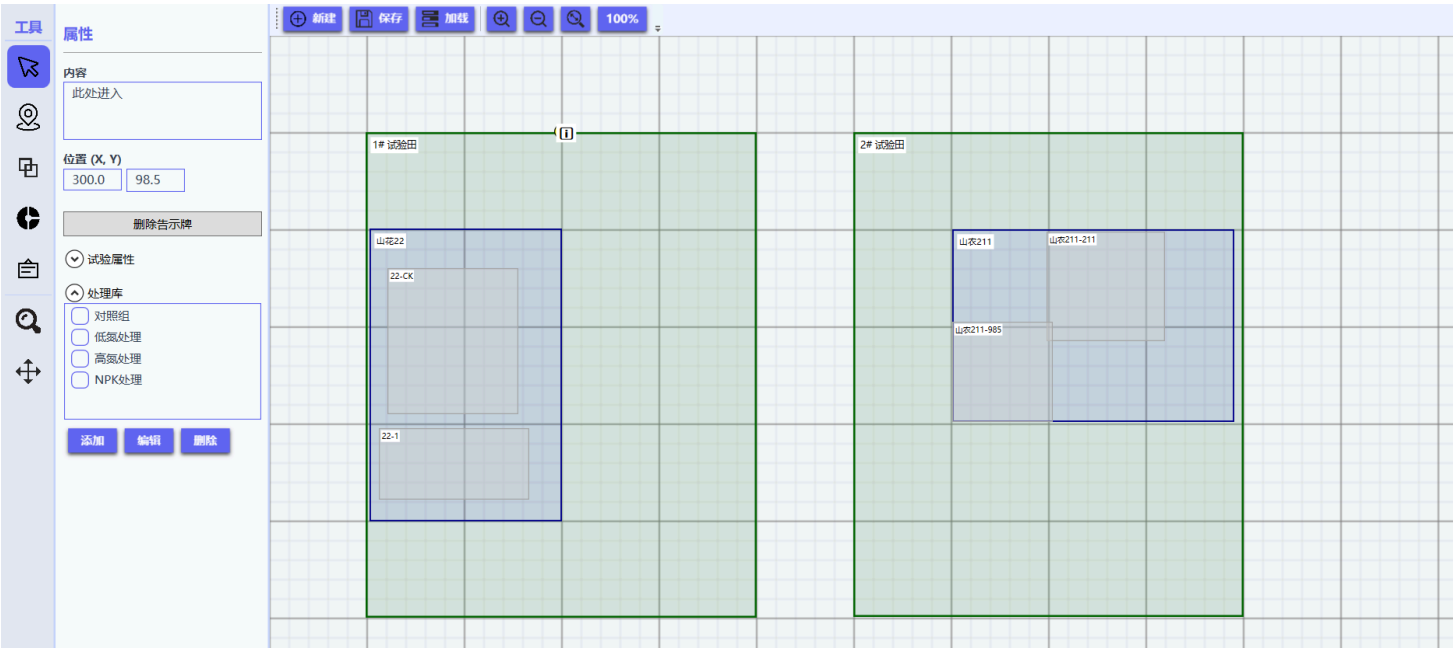 工具
属性
内容
此处进入
位置 (X, Y)
300.0 98.5
删除告示牌
试验属性
处理库
对照组
低氮处理
高氮处理
NPK处理
添加 编辑 删除
新建 保存 加载 100%
1# 试验田
山花22
22-CK
22-1
2# 试验田
山农211
山农211-211
山农211-985